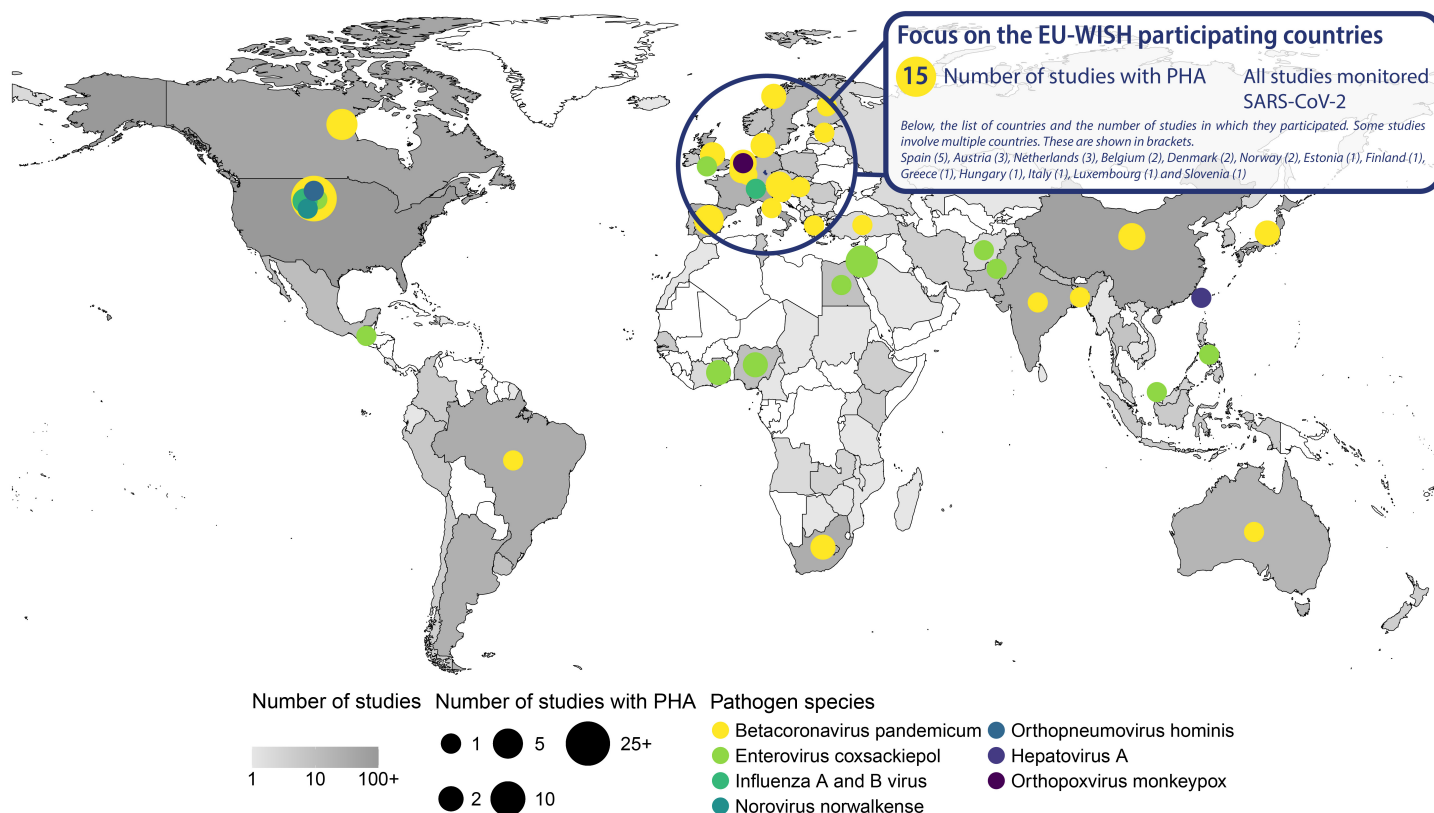 Focus on the EU-WISH participating countries
15 Number of studies with PHA
All studies monitored
SARS-CoV-2
Below, the list of countries and the number of studies in which they participated. Some studies
involve multiple countries. These are shown in brackets.
Spain (5), Austria (3), Netherlands (3), Belgium (2), Denmark (2), Norway (2), Estonia (1), Finland (1),
Greece (1), Hungary (1), Italy (1), Luxembourg (1) and Slovenia (1)
Number of studies
1 10 100+
Number of studies with PHA
1 5 25+
2 10
Pathogen species
Betacoronavirus pandemicum
Enterovirus coxsackiepol
Influenza A and B virus
Norovirus norwalkense
Orthopneumovirus hominis
Hepatovirus A
Orthopoxvirus monkeypox